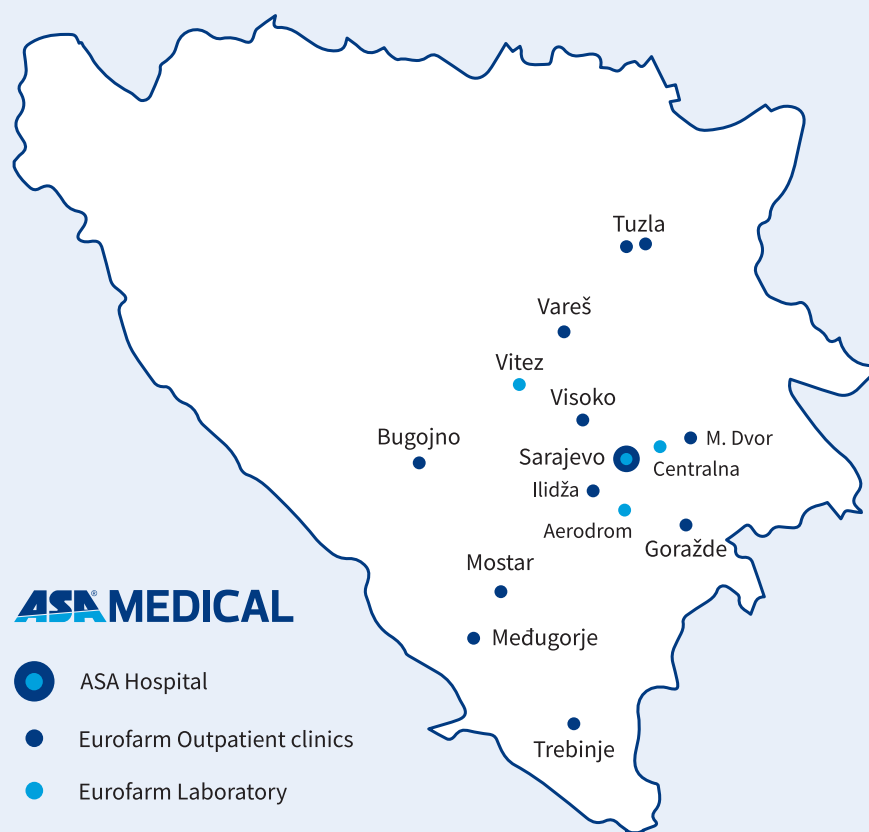 Tuzla
Vareš
Vitez
Visoko
Bugojno
M. Dvor
Sarajevo
Centralna
Ilidža
Aerodrom
Goražde
Mostar
ASA® MEDICAL
Međugorje
ASA Hospital
Eurofarm Outpatient clinics
Trebinje
Eurofarm Laboratory